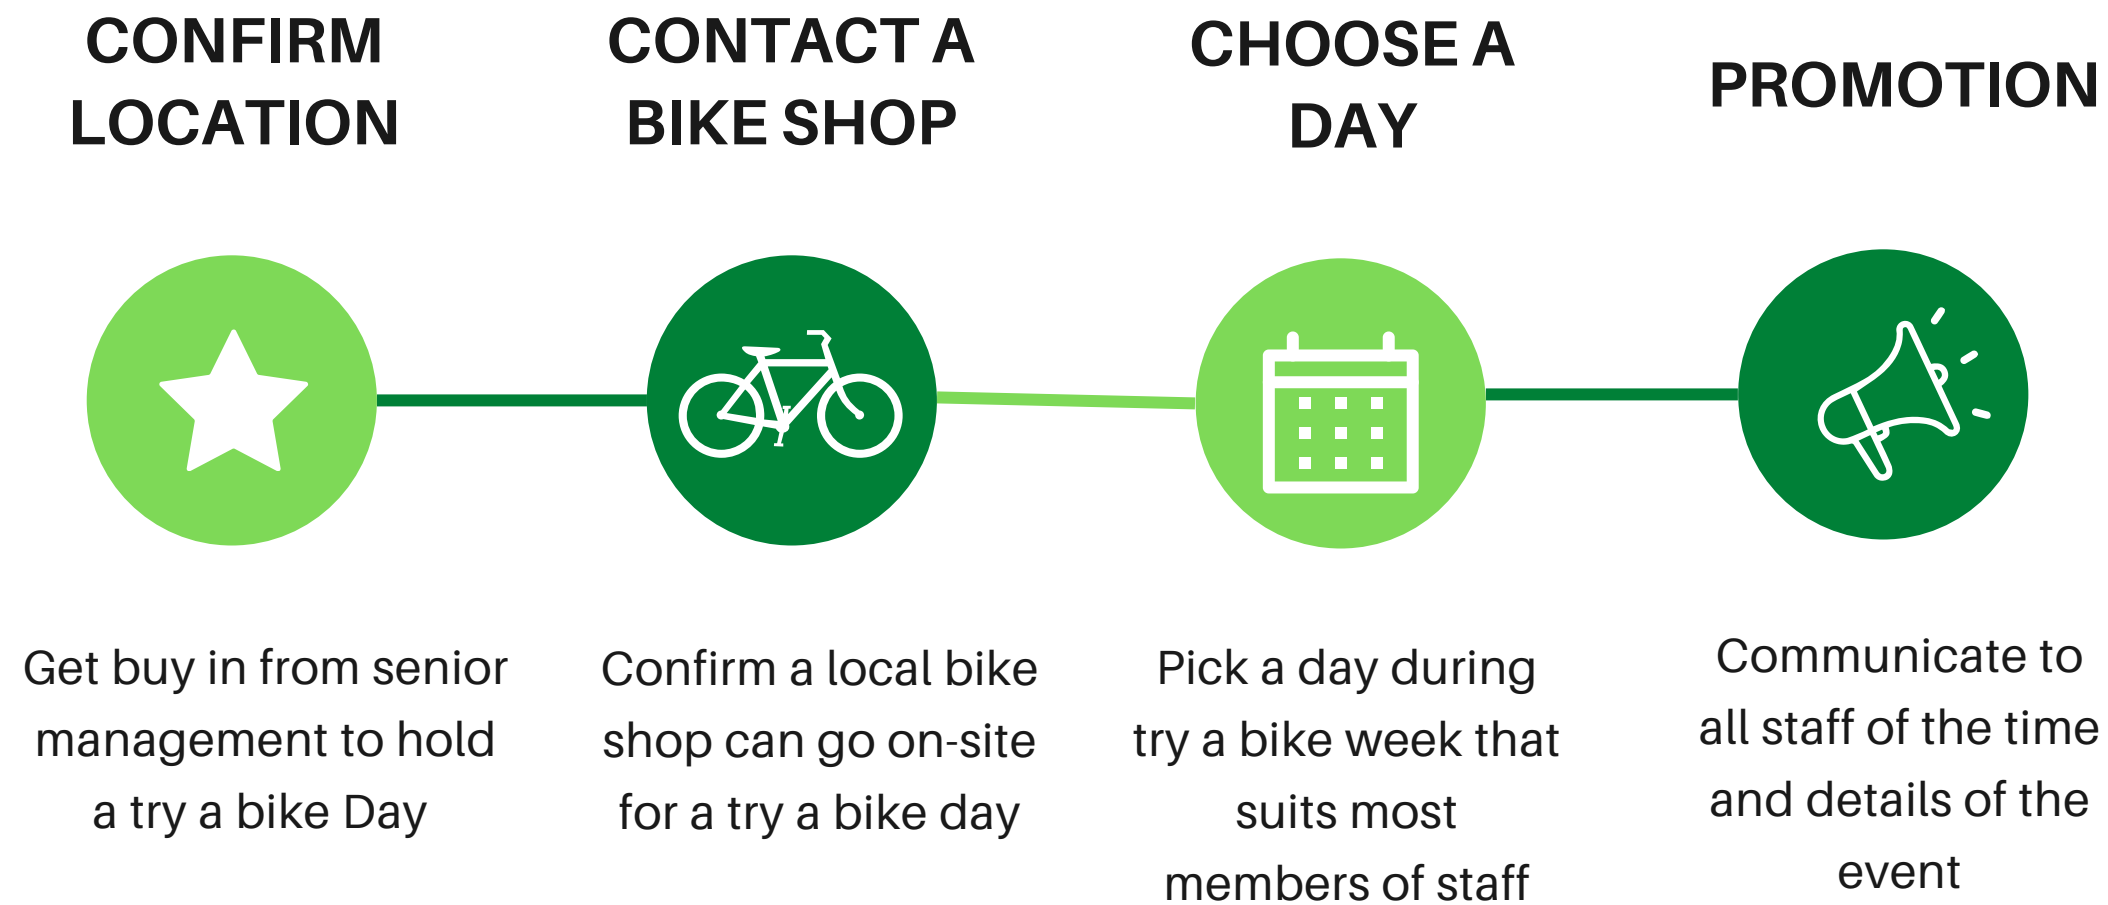 CONFIRM
LOCATION
CONTACT A
BIKE SHOP
CHOOSE A
DAY
PROMOTION
Get buy in from senior
management to hold
a try a bike Day
Confirm a local bike
shop can go on-site
for a try a bike day
Pick a day during
try a bike week that
suits most
members of staff
Communicate to
all staff of the time
and details of the
event